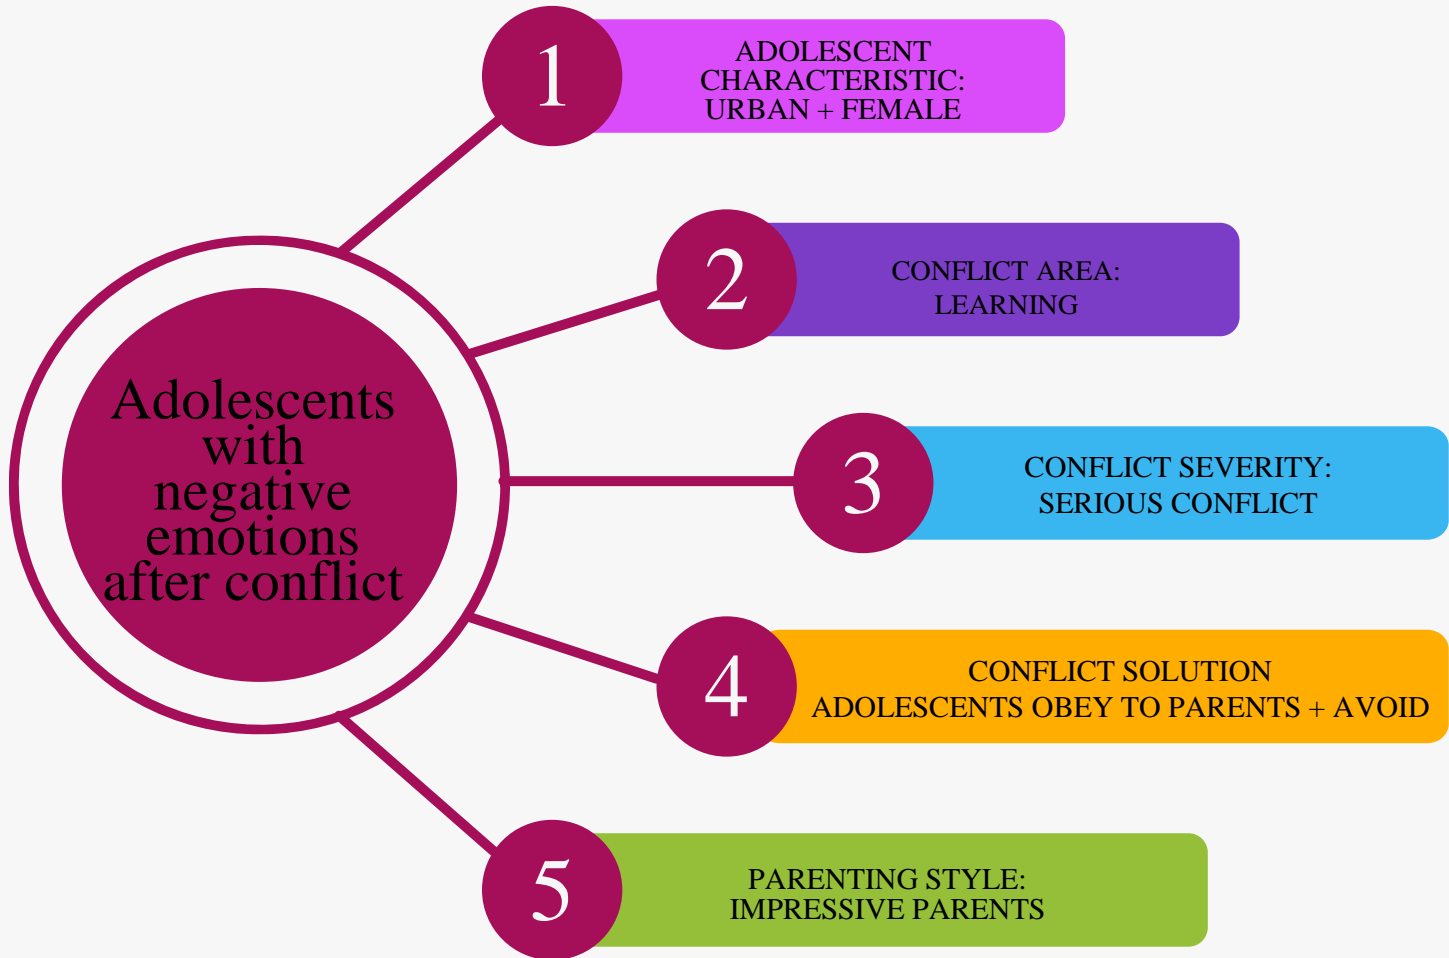 1
ADOLESCENT
CHARACTERISTIC:
URBAN + FEMALE
2
CONFLICT AREA:
LEARNING
Adolescents
with
negative
emotions
after conflict
3
CONFLICT SEVERITY:
SERIOUS CONFLICT
4
CONFLICT SOLUTION
ADOLESCENTS OBEY TO PARENTS + AVOID
5
PARENTING STYLE:
IMPRESSIVE PARENTS